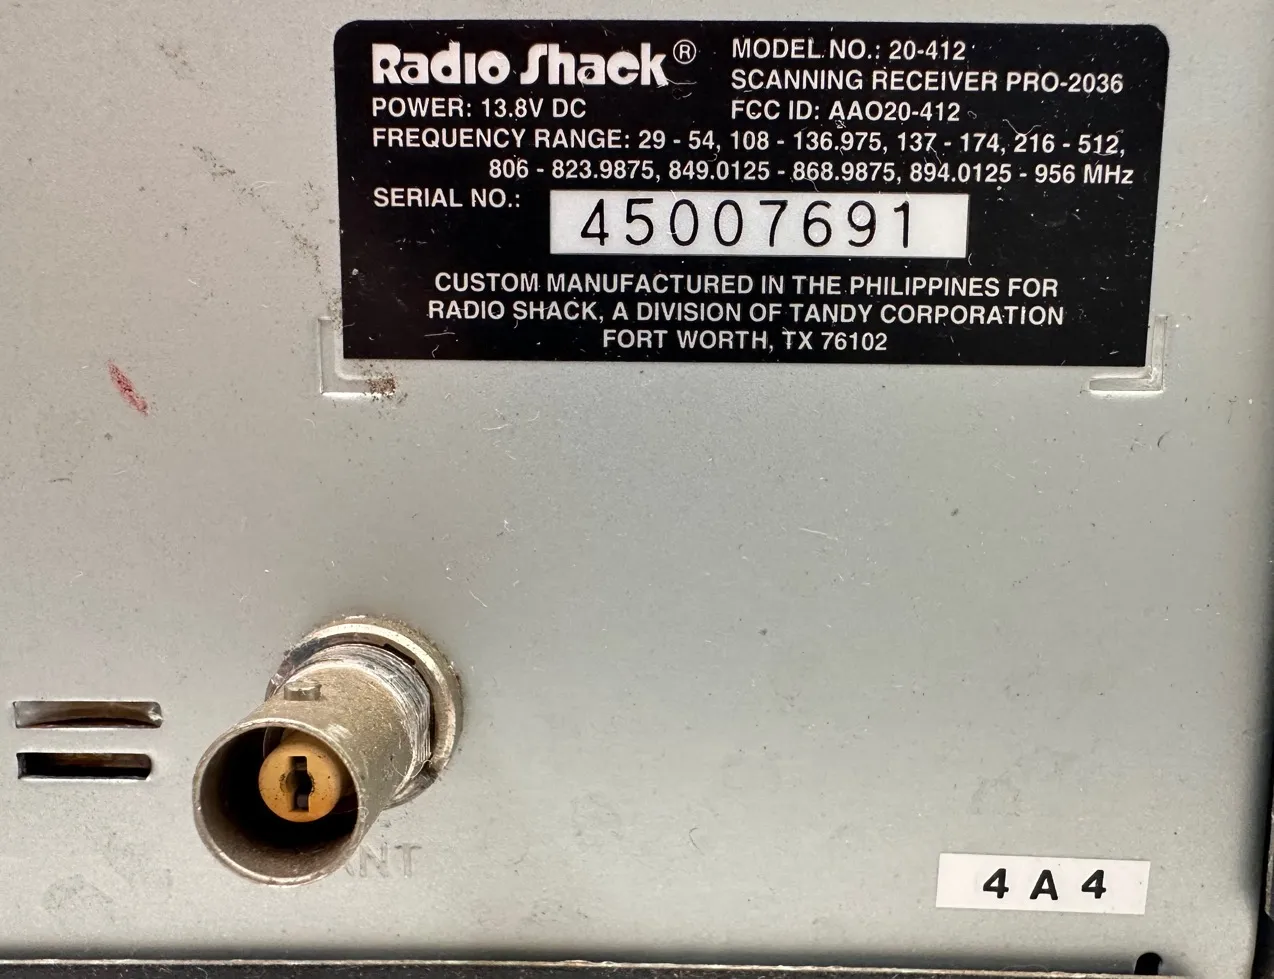 Radio Shack®
MODEL NO.: 20-412
SCANNING RECEIVER PRO-2036
POWER: 13.8V DC
FCC ID: AAO20-412
FREQUENCY RANGE: 29 - 54, 108 - 136.975, 137 - 174, 216 - 512,
806 - 823.9875, 849.0125 - 868.9875, 894.0125 - 956 MHz
SERIAL NO.:
45007691
CUSTOM MANUFACTURED IN THE PHILIPPINES FOR
RADIO SHACK, A DIVISION OF TANDY CORPORATION
FORT WORTH, TX 76102
ANT
4 A 4